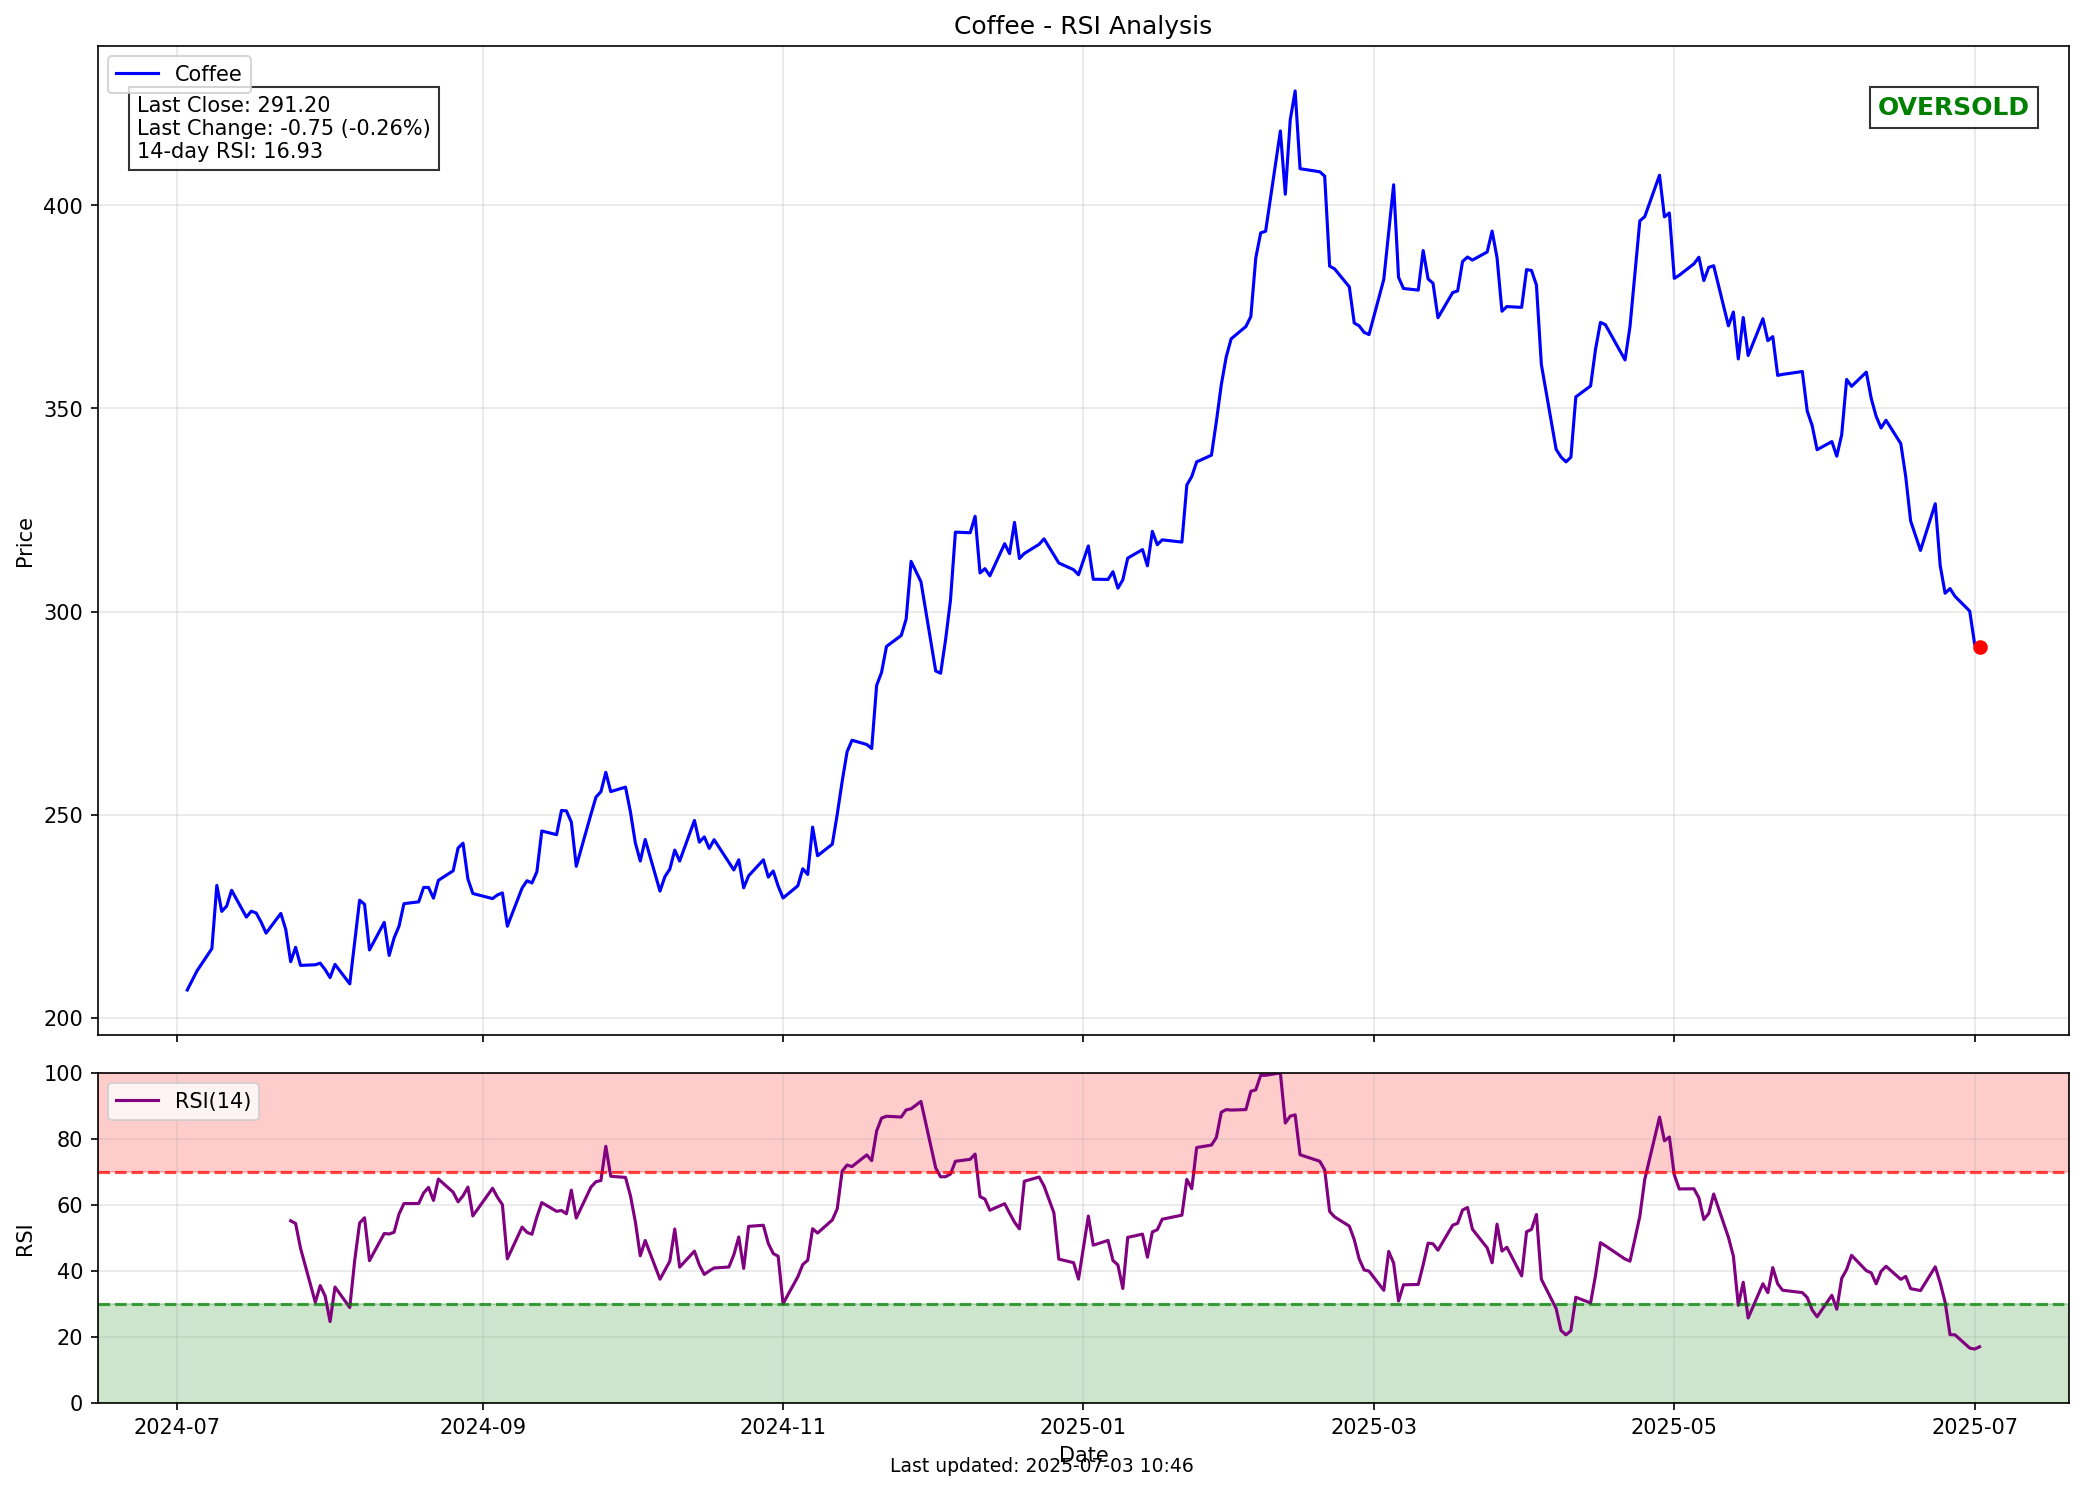 Coffee - RSI Analysis
Coffee
Last Close: 291.20
Last Change: -0.75 (-0.26%)
14-day RSI: 16.93
OVERSOLD
Price
400
350
300
250
200
RSI(14)
RSI
100
80
60
40
20
0
2024-07
2024-09
2024-11
2025-01
2025-03
2025-05
2025-07
Date
Last updated: 2025-07-03 10:46